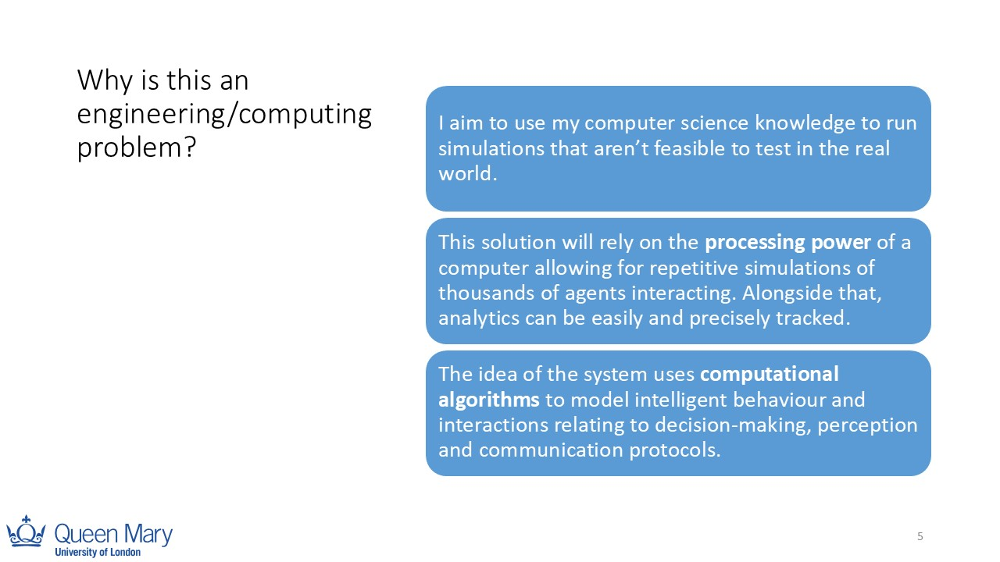 Why is this an
engineering/computing
problem?
I aim to use my computer science knowledge to run
simulations that aren’t feasible to test in the real
world.
This solution will rely on the processing power of a
computer allowing for repetitive simulations of
thousands of agents interacting. Alongside that,
analytics can be easily and precisely tracked.
The idea of the system uses computational
algorithms to model intelligent behaviour and
interactions relating to decision-making, perception
and communication protocols.
Queen Mary
University of London
5